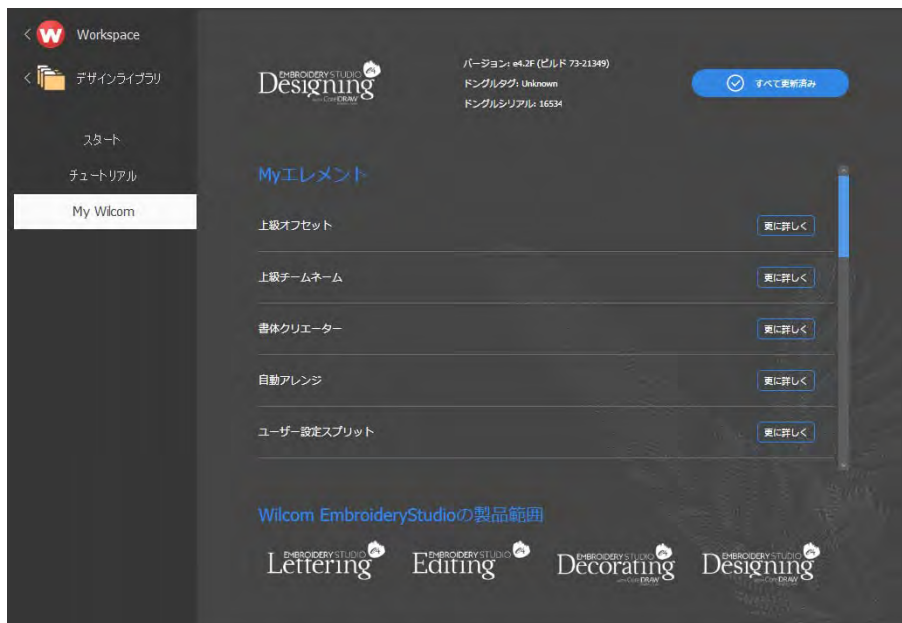 Workspace
デザインライブラリ
スタート
チュートリアル
My Wilcom
EMBROIDERY STUDIO
Designing
with CorelDRAW
バージョン: e4.2F (ビルド 73-21349)
ドングルタグ: Unknown
ドングルシリアル: 16534
すべて更新済み
Myエレメント
上級オフセット 更に詳しく
上級チームネーム 更に詳しく
書体クリエーター 更に詳しく
自動アレンジ 更に詳しく
ユーザー設定スプリット 更に詳しく
Wilcom EmbroideryStudioの製品範囲
EMBROIDERY STUDIO
Lettering
EMBROIDERY STUDIO
Editing
EMBROIDERY STUDIO
Decorating
with CorelDRAW
EMBROIDERY STUDIO
Designing
with CorelDRAW